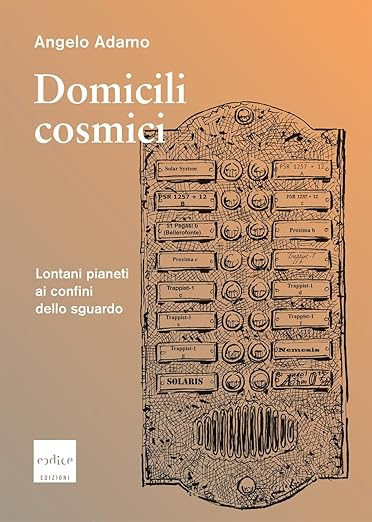 Angelo Adamo
Domicili
cosmici
Solar System
PSR 1257 + 12
PSR 1257 + 12
B
PSR 1257 + 12
C
51 Pegasi b
(Bellerofonte)
Proxima b
Proxima c
Trappist-1
Trappist-1
c
Trappist-1
d
Trappist-1
e
Trappist-1
Trappist-1
Nemesis
SOLARIS
Lontani pianeti
ai confini
dello sguardo
codice
EDIZIONI